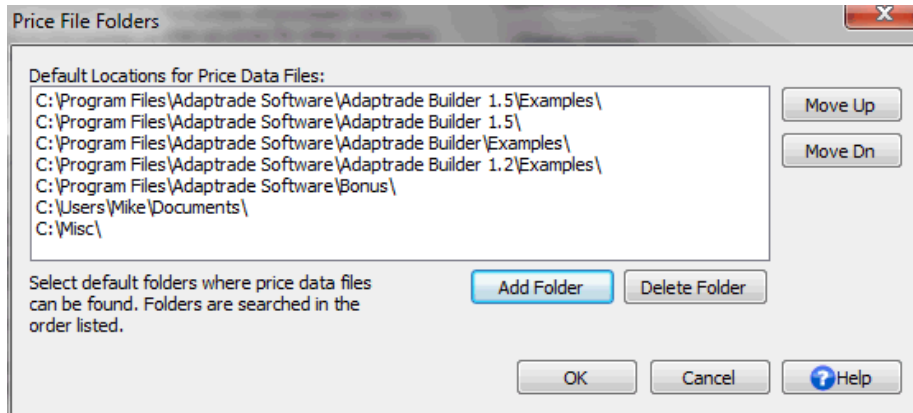 Price File Folders
Default Locations for Price Data Files:
C:\Program Files\Adaptrade Software\Adaptrade Builder 1.5\Examples\
C:\Program Files\Adaptrade Software\Adaptrade Builder 1.5\
C:\Program Files\Adaptrade Software\Adaptrade Builder\Examples\
C:\Program Files\Adaptrade Software\Adaptrade Builder 1.2\Examples\
C:\Program Files\Adaptrade Software\Bonus\
C:\Users\Mike\Documents\
C:\Misc\
Move Up
Move Dn
Select default folders where price data files
can be found. Folders are searched in the
order listed.
Add Folder
Delete Folder
OK
Cancel
Help